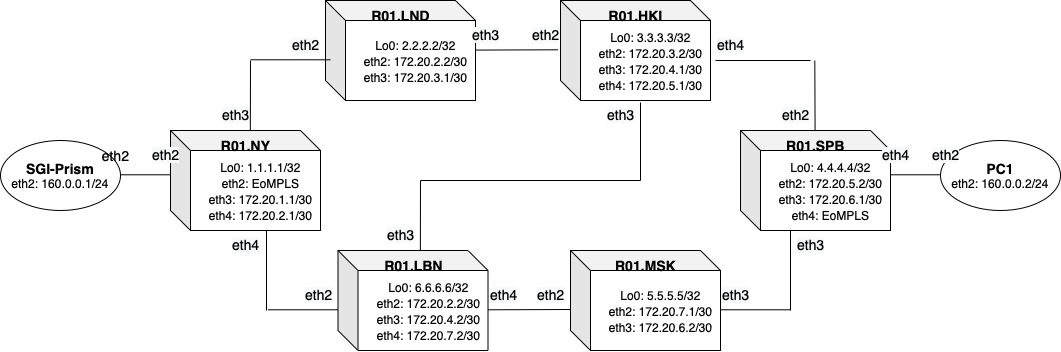 R01.LND
Lo0: 2.2.2.2/32
eth2: 172.20.2.2/30
eth3: 172.20.3.1/30
eth2
eth3
eth3
R01.HKI
Lo0: 3.3.3.3/32
eth2: 172.20.3.2/30
eth3: 172.20.4.1/30
eth4: 172.20.5.1/30
eth2
eth4
eth3
SGI-Prism
eth2: 160.0.0.1/24
eth2
eth2
R01.NY
Lo0: 1.1.1.1/32
eth2: EoMPLS
eth3: 172.20.1.1/30
eth4: 172.20.2.1/30
eth4
eth2
R01.SPB
Lo0: 4.4.4.4/32
eth2: 172.20.5.2/30
eth3: 172.20.6.1/30
eth4: EoMPLS
eth4
eth2
PC1
eth2: 160.0.0.2/24
eth3
eth3
R01.LBN
Lo0: 6.6.6.6/32
eth2: 172.20.2.2/30
eth3: 172.20.4.2/30
eth4: 172.20.7.2/30
eth2
eth4
R01.MSK
Lo0: 5.5.5.5/32
eth2: 172.20.7.1/30
eth3: 172.20.6.2/30
eth2
eth3